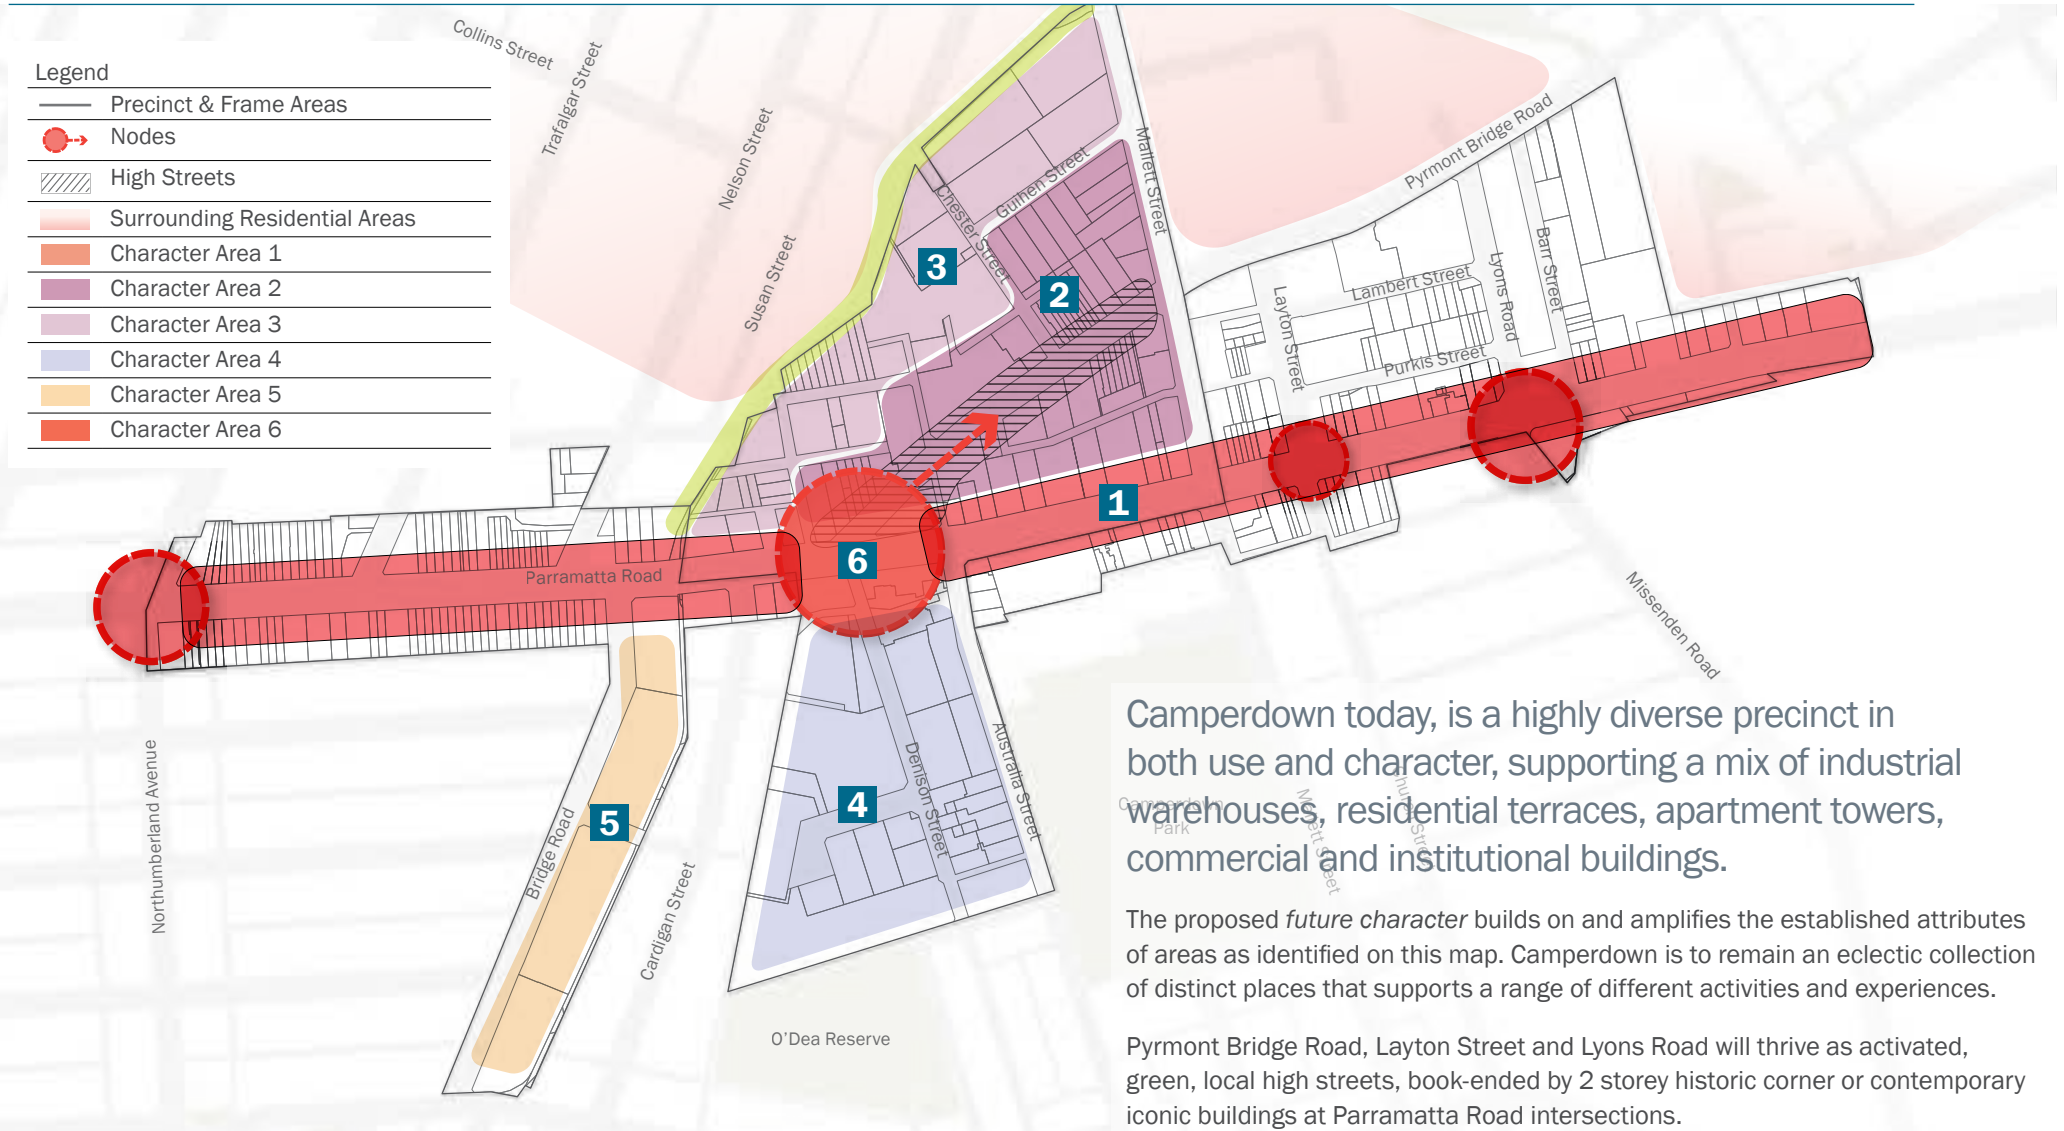 Legend
Precinct & Frame Areas
Nodes
High Streets
Surrounding Residential Areas
Character Area 1
Character Area 2
Character Area 3
Character Area 4
Character Area 5
Character Area 6
Collins Street
Trafalgar Street
Nelson Street
Susan Street
Chester Street
Guihen Street
Mallett Street
Pyrmont Bridge Road
Lambert Street
Layton Street
Lyons Road
Barr Street
Purkis Street
3
2
1
6
Parramatta Road
Missenden Road
Northumberland Avenue
Bridge Road
5
Cardigan Street
4
Denison Street
Australia Street
O'Dea Reserve
Camperdown
Park
Camperdown today, is a highly diverse precinct in
both use and character, supporting a mix of industrial
warehouses, residential terraces, apartment towers,
commercial and institutional buildings.
The proposed future character builds on and amplifies the established attributes
of areas as identified on this map. Camperdown is to remain an eclectic collection
of distinct places that supports a range of different activities and experiences.
Pyrmont Bridge Road, Layton Street and Lyons Road will thrive as activated,
green, local high streets, book-ended by 2 storey historic corner or contemporary
iconic buildings at Parramatta Road intersections.